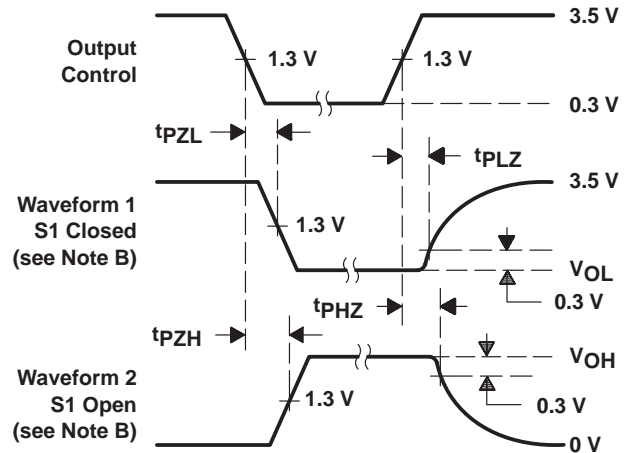 3.5 V
Output
Control
1.3 V
1.3 V
0.3 V
tPZL
tPLZ
3.5 V
Waveform 1
S1 Closed
(see Note B)
1.3 V
VOL
0.3 V
tPHZ
tPZH
VOH
Waveform 2
S1 Open
(see Note B)
1.3 V
0.3 V
0 V